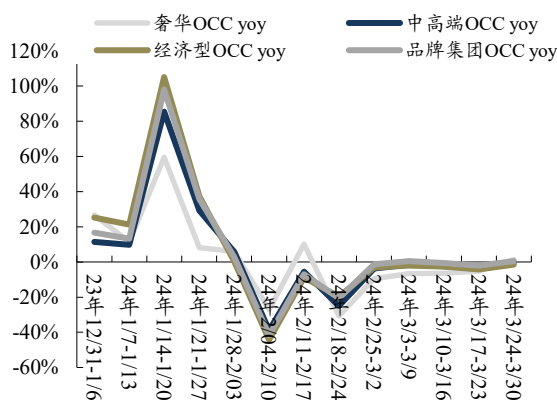 奢华OCC yoy
中高端OCC yoy
经济型OCC yoy
品牌集团OCC yoy
120%
100%
80%
60%
40%
20%
0%
-20%
-40%
-60%
23年12/31-1/6
24年1/7-1/13
24年1/14-1/20
24年1/21-1/27
24年1/28-2/03
24年2/04-2/10
24年2/11-2/17
24年2/18-2/24
24年2/25-3/2
24年3/3-3/9
24年3/10-3/16
24年3/17-3/23
24年3/24-3/30